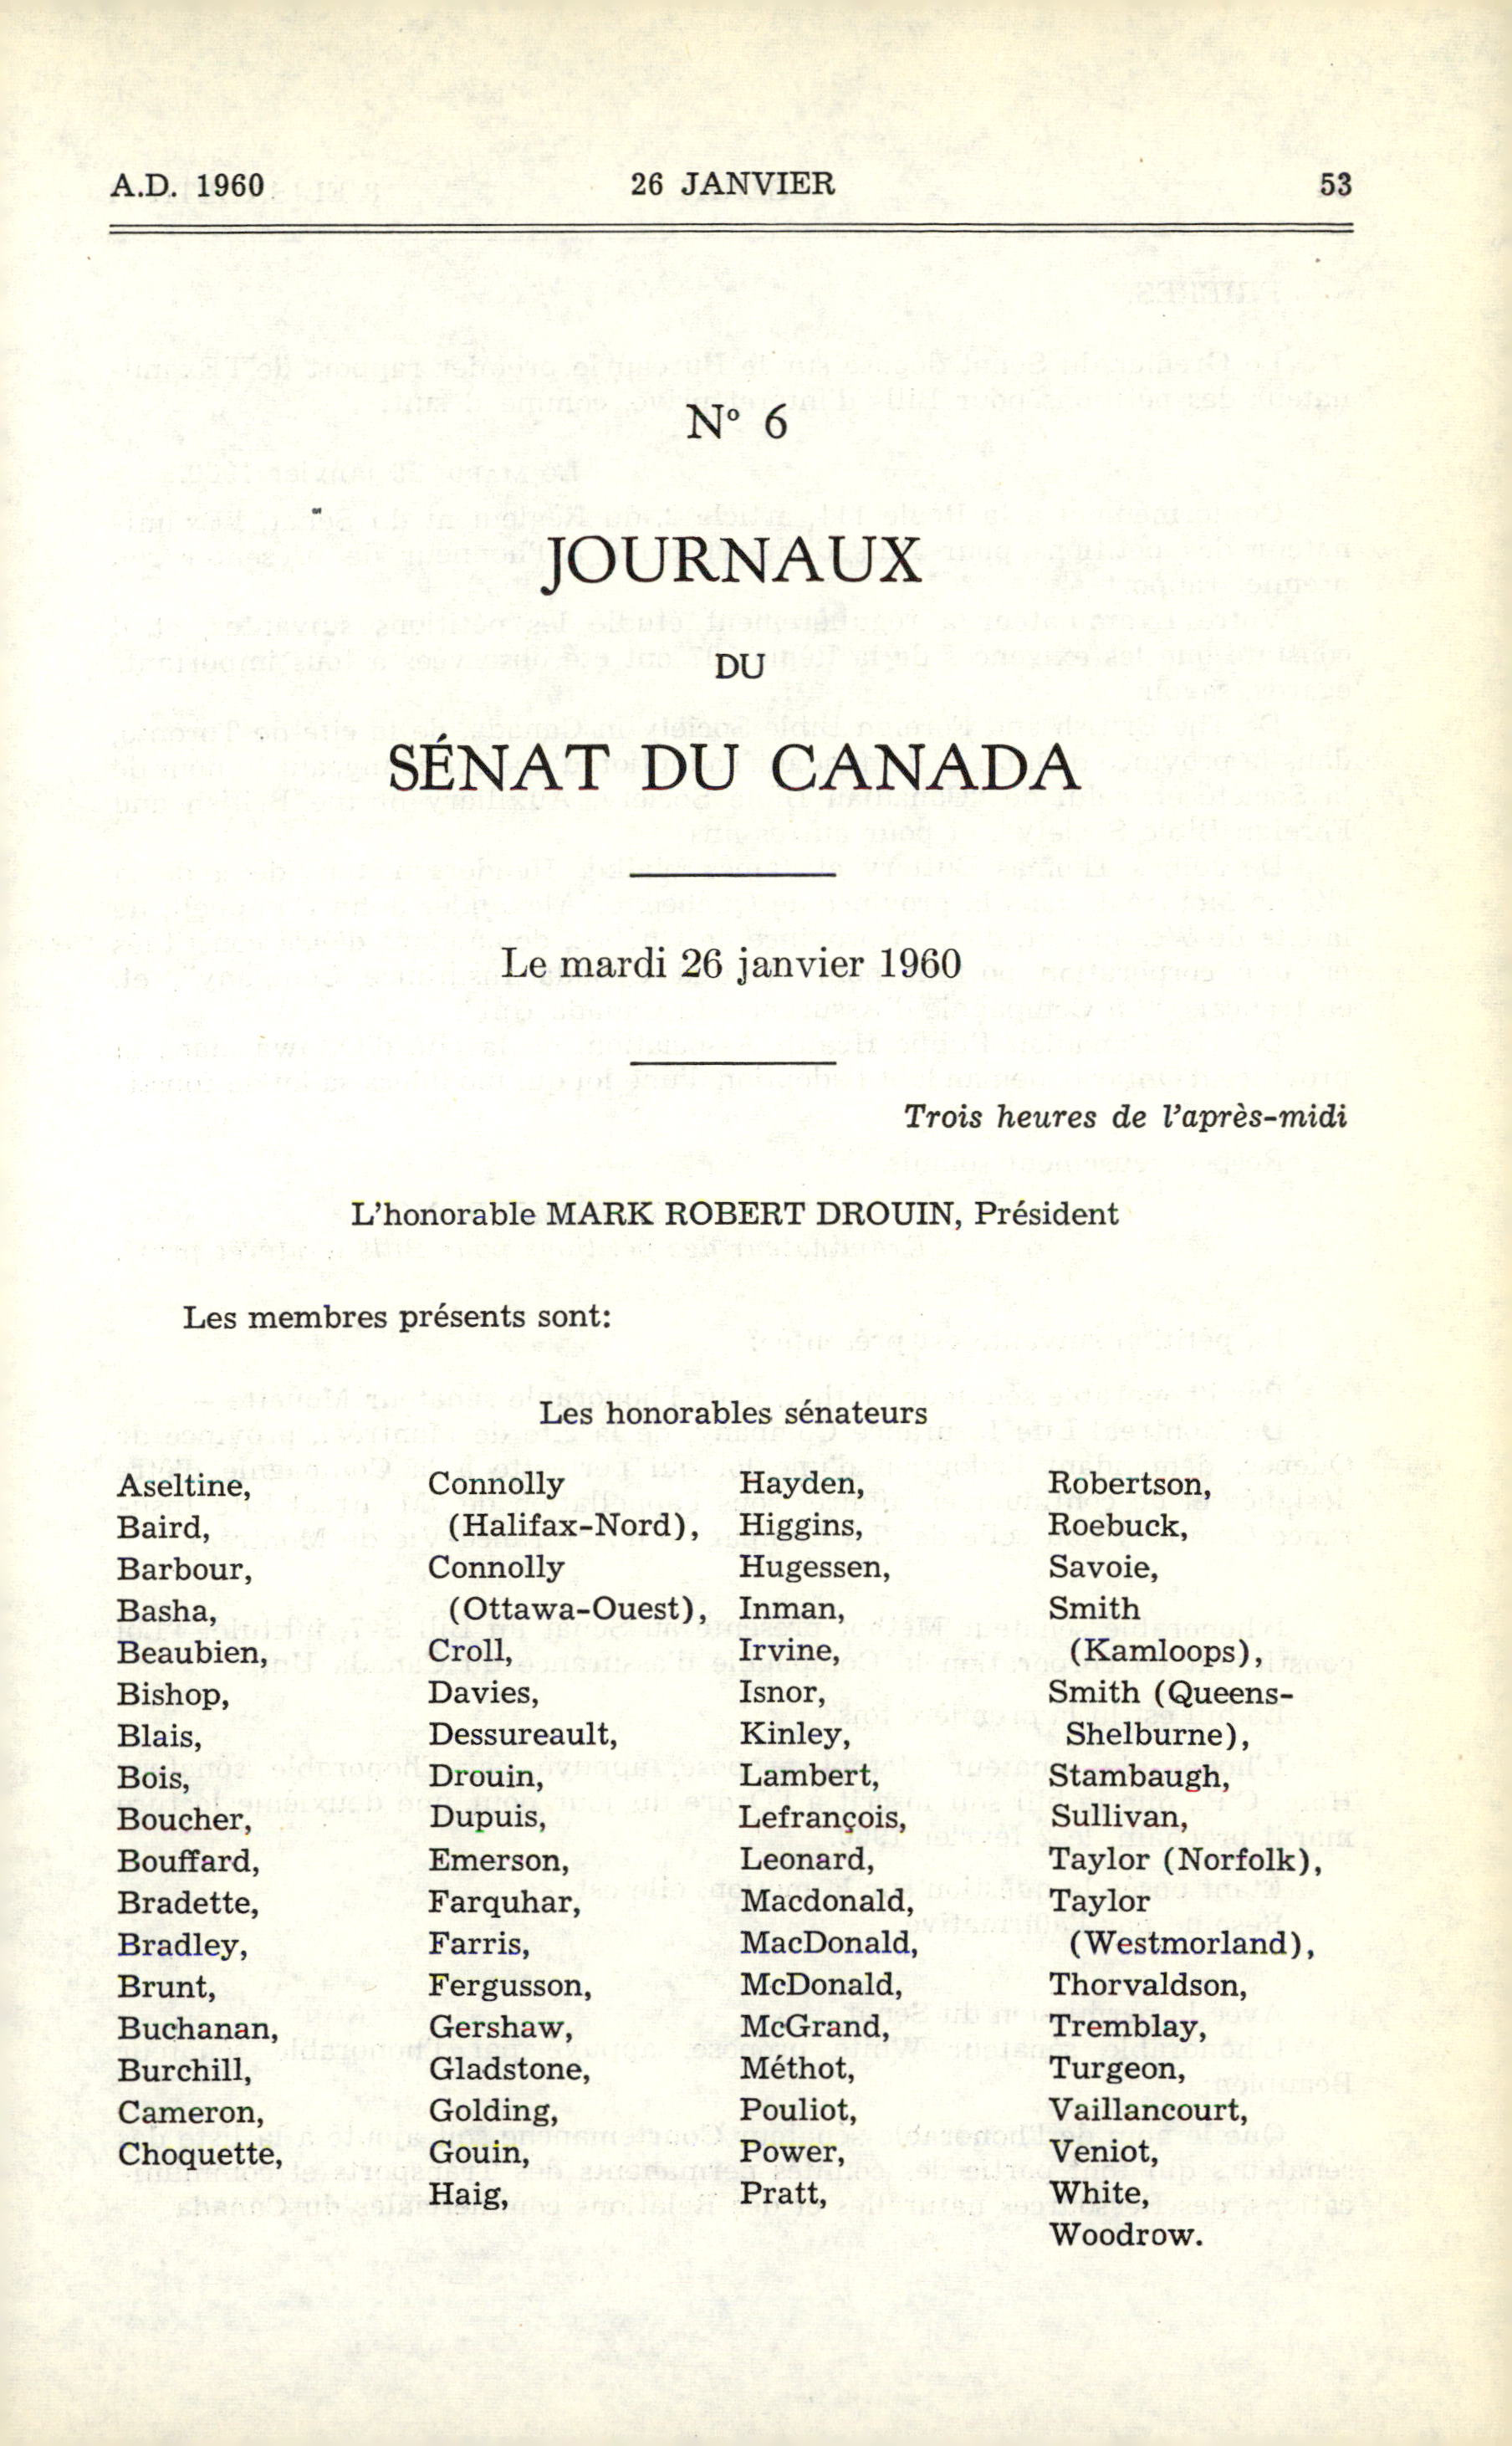 A.D. 1960 26 JANVIER 53
Nº 6
JOURNAUX
DU
SÉNAT DU CANADA
Le mardi 26 janvier 1960
Trois heures de l'après-midi
L'honorable MARK ROBERT DROUIN, Président
Les membres présents sont:
Les honorables sénateurs
Aseltine,
Baird,
Barbour,
Basha,
Beaubien,
Bishop,
Blais,
Bois,
Boucher,
Bouffard,
Bradette,
Bradley,
Brunt,
Buchanan,
Burchill,
Cameron,
Choquette,
Connolly
(Halifax-Nord),
Connolly
(Ottawa-Ouest),
Croll,
Davies,
Dessureault,
Drouin,
Dupuis,
Emerson,
Farquhar,
Farris,
Fergusson,
Gershaw,
Gladstone,
Golding,
Gouin,
Haig,
Hayden,
Higgins,
Hugessen,
Inman,
Irvine,
Isnor,
Kinley,
Lambert,
Lefrançois,
Leonard,
Macdonald,
MacDonald,
McDonald,
McGrand,
Méthot,
Pouliot,
Power,
Pratt,
Robertson,
Roebuck,
Savoie,
Smith
(Kamloops),
Smith (Queens-
Shelburne),
Stambaugh,
Sullivan,
Taylor (Norfolk),
Taylor
(Westmorland),
Thorvaldson,
Tremblay,
Turgeon,
Vaillancourt,
Veniot,
White,
Woodrow.